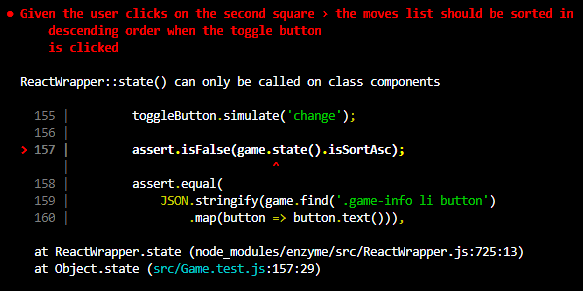 ● Given the user clicks on the second square › the moves list should be sorted in
descending order when the toggle button
is clicked
ReactWrapper::state() can only be called on class components
155 |         toggleButton.simulate('change');
156 |
> 157 |         assert.isFalse(game.state().isSortAsc);
|                             ^
158 |         assert.equal(
159 |             JSON.stringify(game.find('.game-info li button')
160 |                 .map(button => button.text())),
at ReactWrapper.state (node_modules/enzyme/src/ReactWrapper.js:725:13)
at Object.state (src/Game.test.js:157:29)